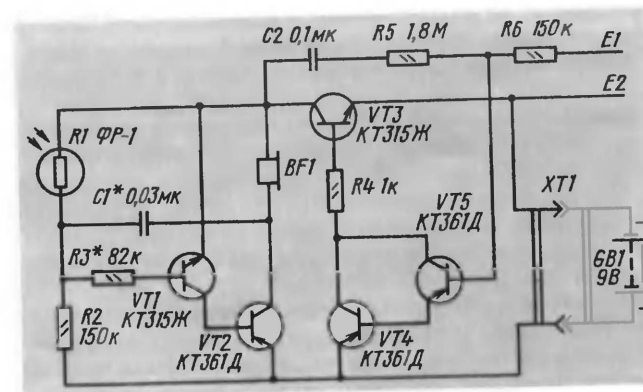 C2 0,1мк
R5 1,8М
R6 150к
E1
E2
R1 ФР-1
VT3
КТ315Ж
BF1
C1* 0,03мк
R4 1к
XT1
VT5
КТ361Д
R3* 82к
GB1
9В
VT1
КТ315Ж
R2
150к
VT2
КТ361Д
VT4
КТ361Д